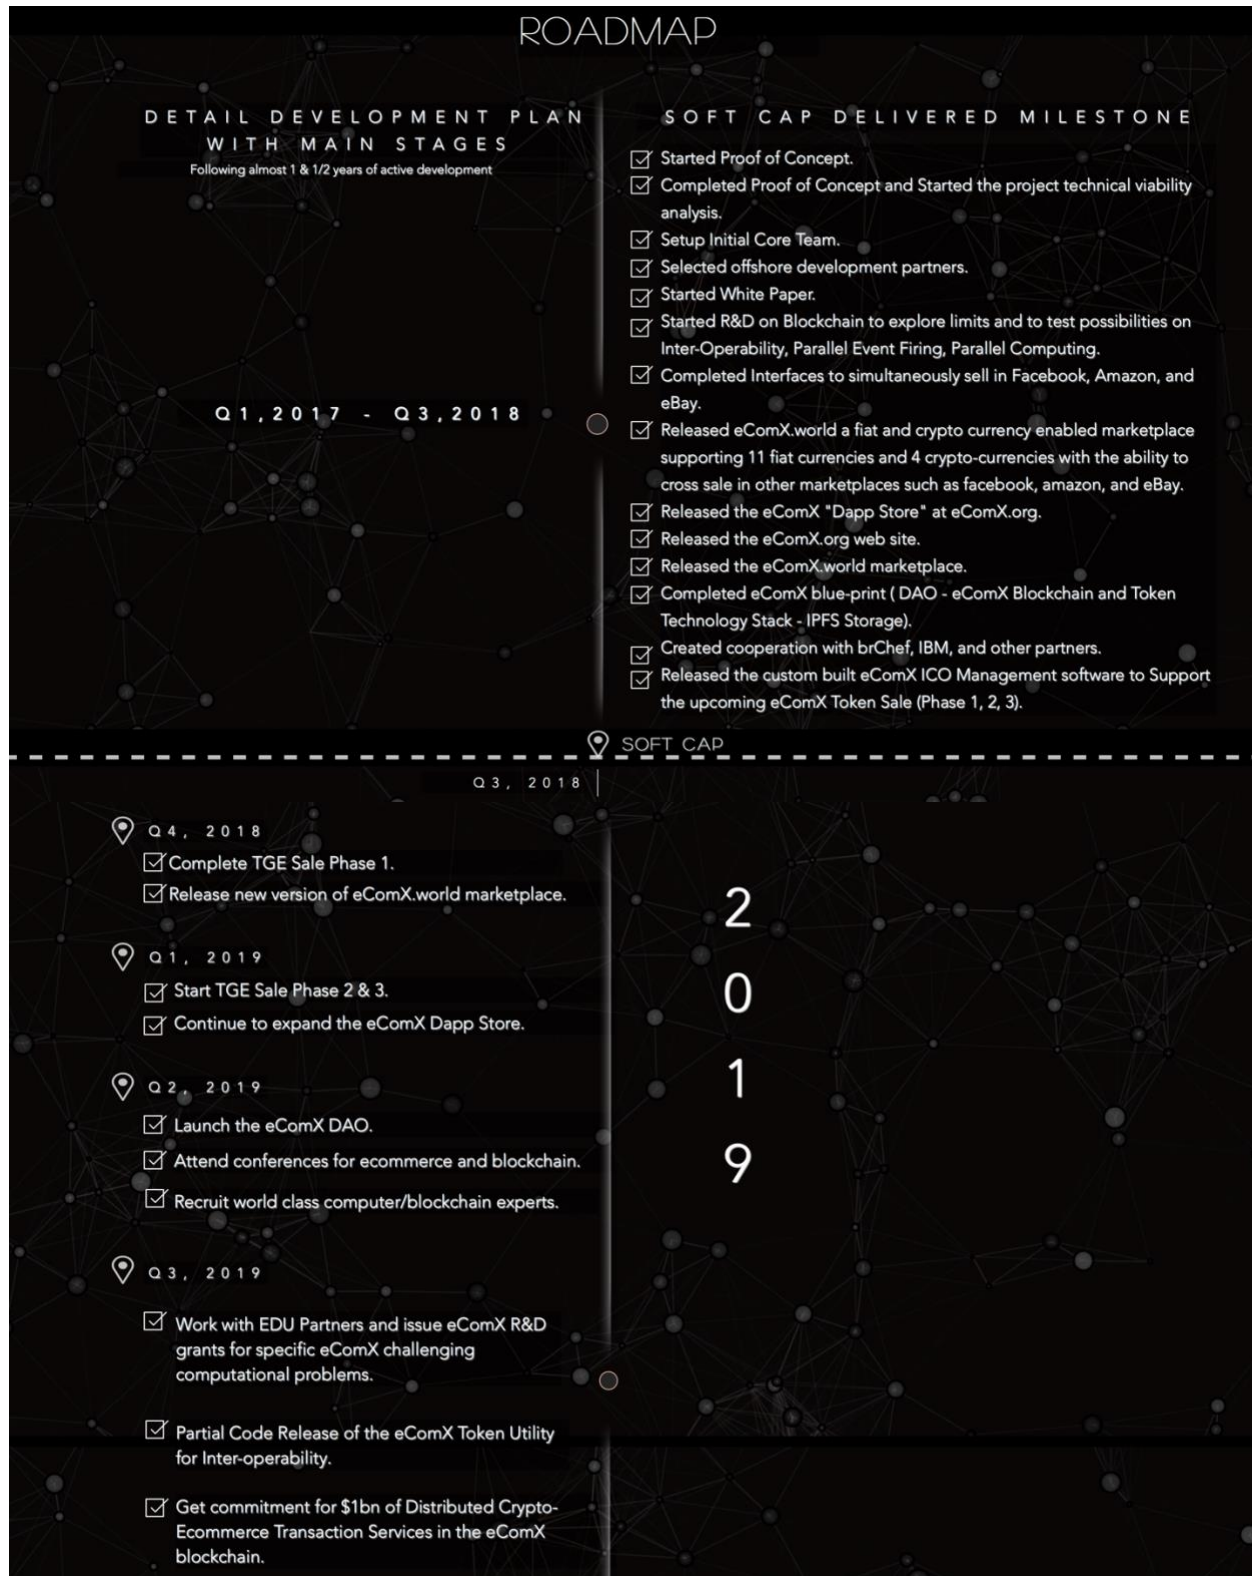 ROADMAP
DETAIL DEVELOPMENT PLAN
WITH MAIN STAGES
Following almost 1 & 1/2 years of active development
Q1,2017 - Q3,2018
SOFT CAP DELIVERED MILESTONE
Started Proof of Concept.
Completed Proof of Concept and Started the project technical viability
analysis.
Setup Initial Core Team.
Selected offshore development partners.
Started White Paper.
Started R&D on Blockchain to explore limits and to test possibilities on
Inter-Operability, Parallel Event Firing, Parallel Computing.
Completed Interfaces to simultaneously sell in Facebook, Amazon, and
eBay.
Released eComX.world a fiat and crypto currency enabled marketplace
supporting 11 fiat currencies and 4 crypto-currencies with the ability to
cross sale in other marketplaces such as facebook, amazon, and eBay.
Released the eComX "Dapp Store" at eComX.org.
Released the eComX.org web site.
Released the eComX.world marketplace.
Completed eComX blue-print ( DAO - eComX Blockchain and Token
Technology Stack - IPFS Storage).
Created cooperation with brChef, IBM, and other partners.
Released the custom built eComX ICO Management software to Support
the upcoming eComX Token Sale (Phase 1, 2, 3).
SOFT CAP
Q3, 2018
Q4, 2018
Complete TGE Sale Phase 1.
Release new version of eComX.world marketplace.
Q1, 2019
Start TGE Sale Phase 2 & 3.
Continue to expand the eComX Dapp Store.
Q2, 2019
Launch the eComX DAO.
Attend conferences for ecommerce and blockchain.
Recruit world class computer/blockchain experts.
Q3, 2019
Work with EDU Partners and issue eComX R&D
grants for specific eComX challenging
computational problems.
Partial Code Release of the eComX Token Utility
for Inter-operability.
Get commitment for $1bn of Distributed Crypto-
Ecommerce Transaction Services in the eComX
blockchain.
2
0
1
9